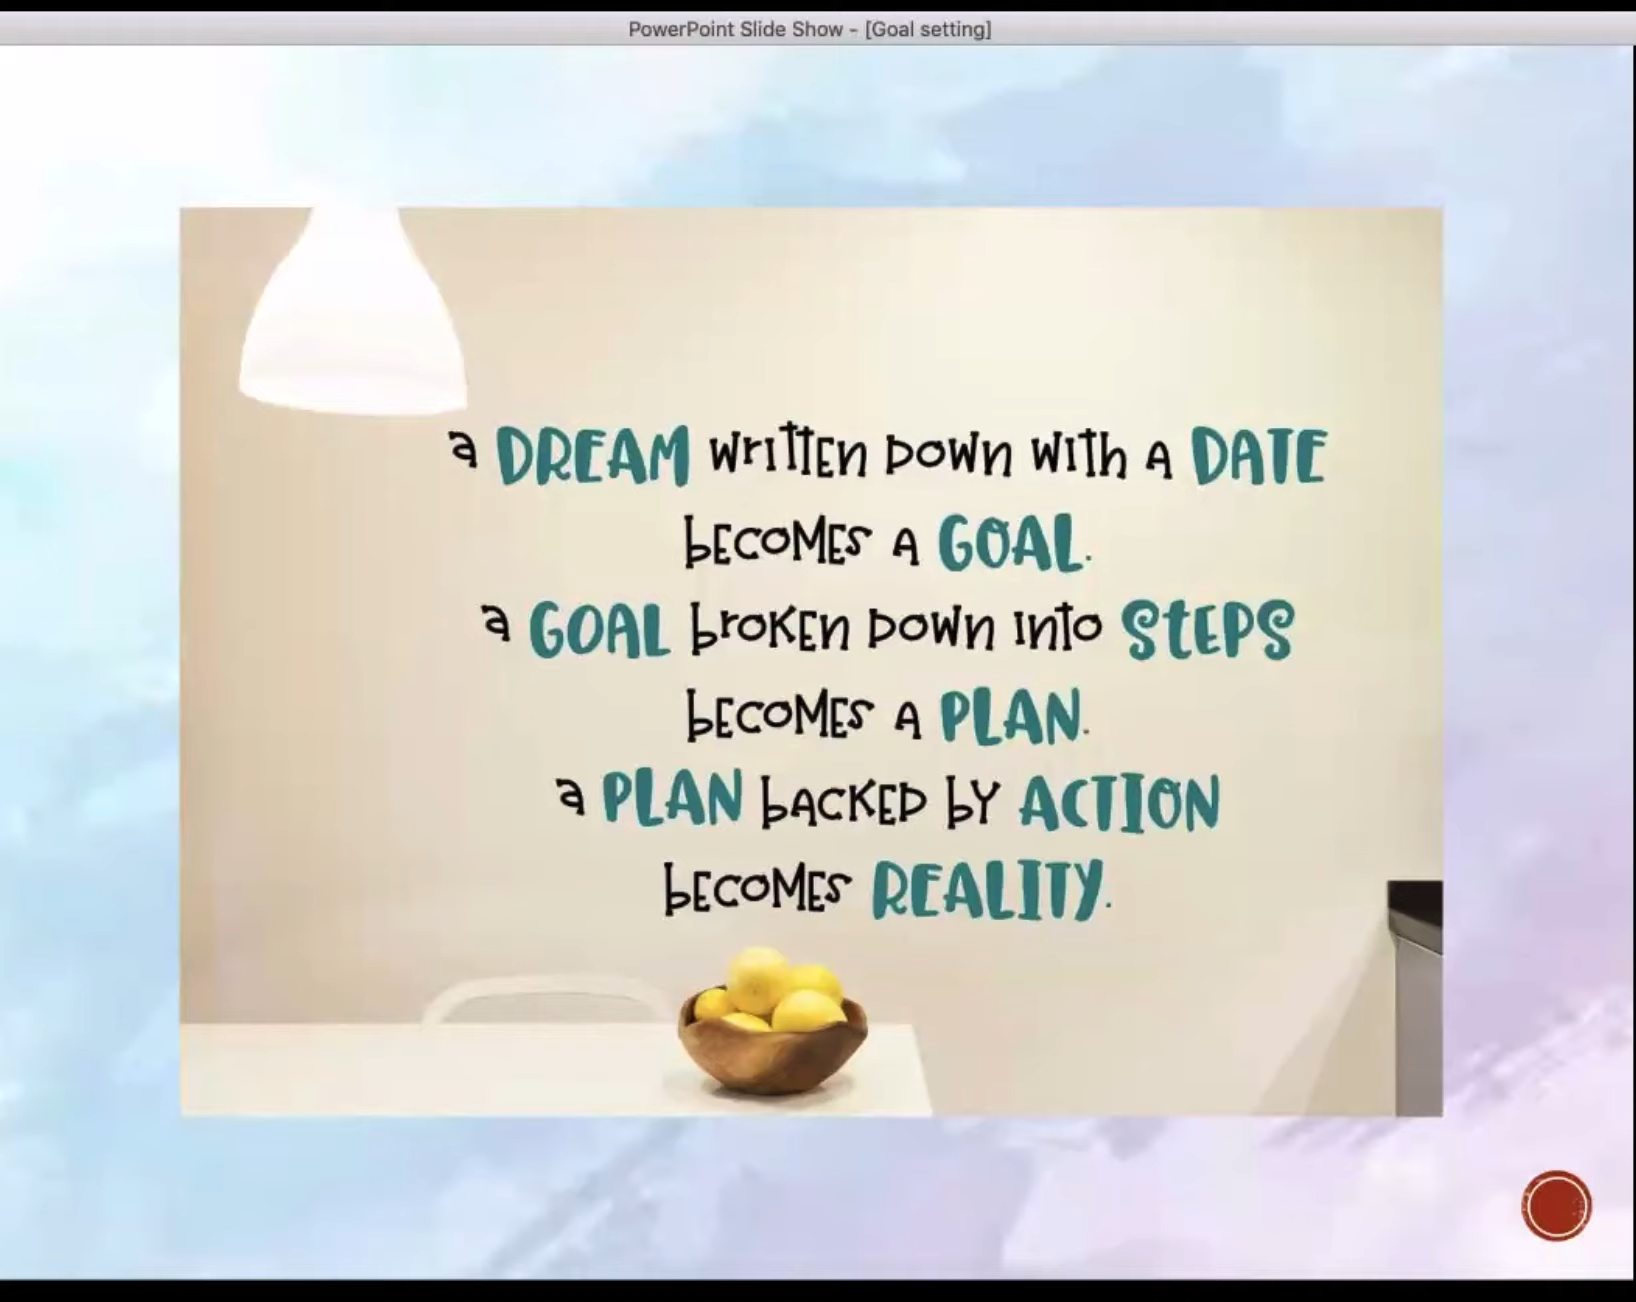 PowerPoint Slide Show - [Goal setting]
a DREAM written down with a DATE
becomes a GOAL.
a GOAL broken down into STEPS
becomes a PLAN.
a PLAN backed by ACTION
becomes REALITY.